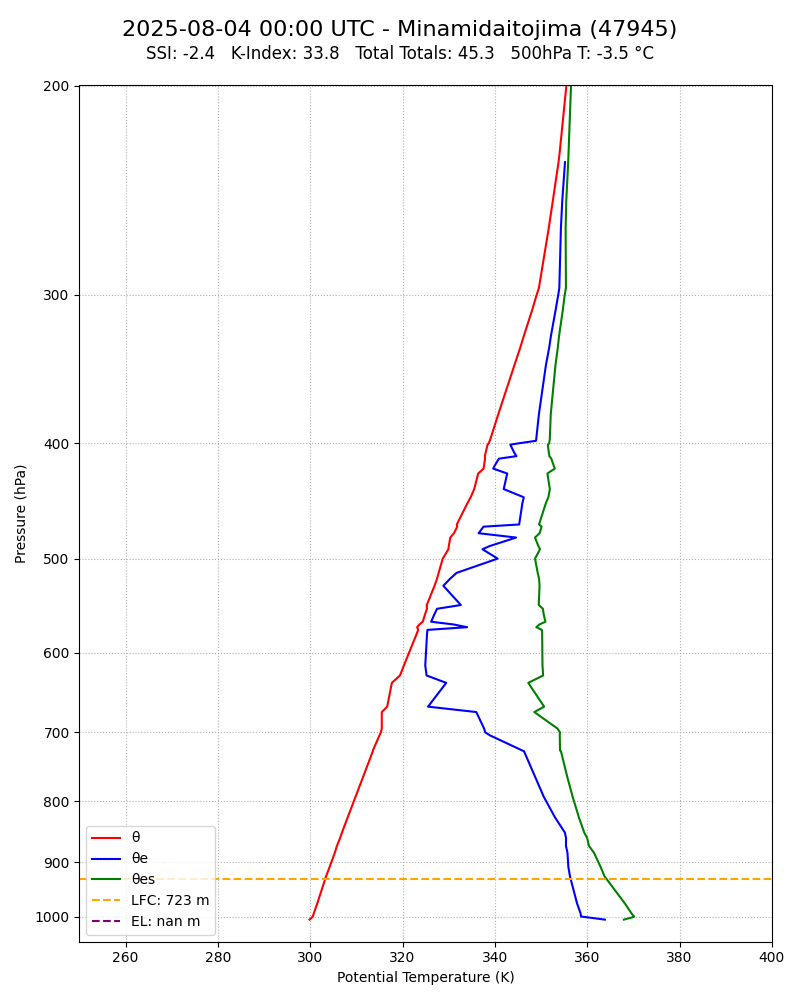 2025-08-04 00:00 UTC - Minamidaitojima (47945)
SSI: -2.4   K-Index: 33.8   Total Totals: 45.3   500hPa T: -3.5 °C
200
300
400
500
600
700
800
900
1000
Pressure (hPa)
θ
θe
θes
LFC: 723 m
EL: nan m
260 280 300 320 340 360 380 400
Potential Temperature (K)